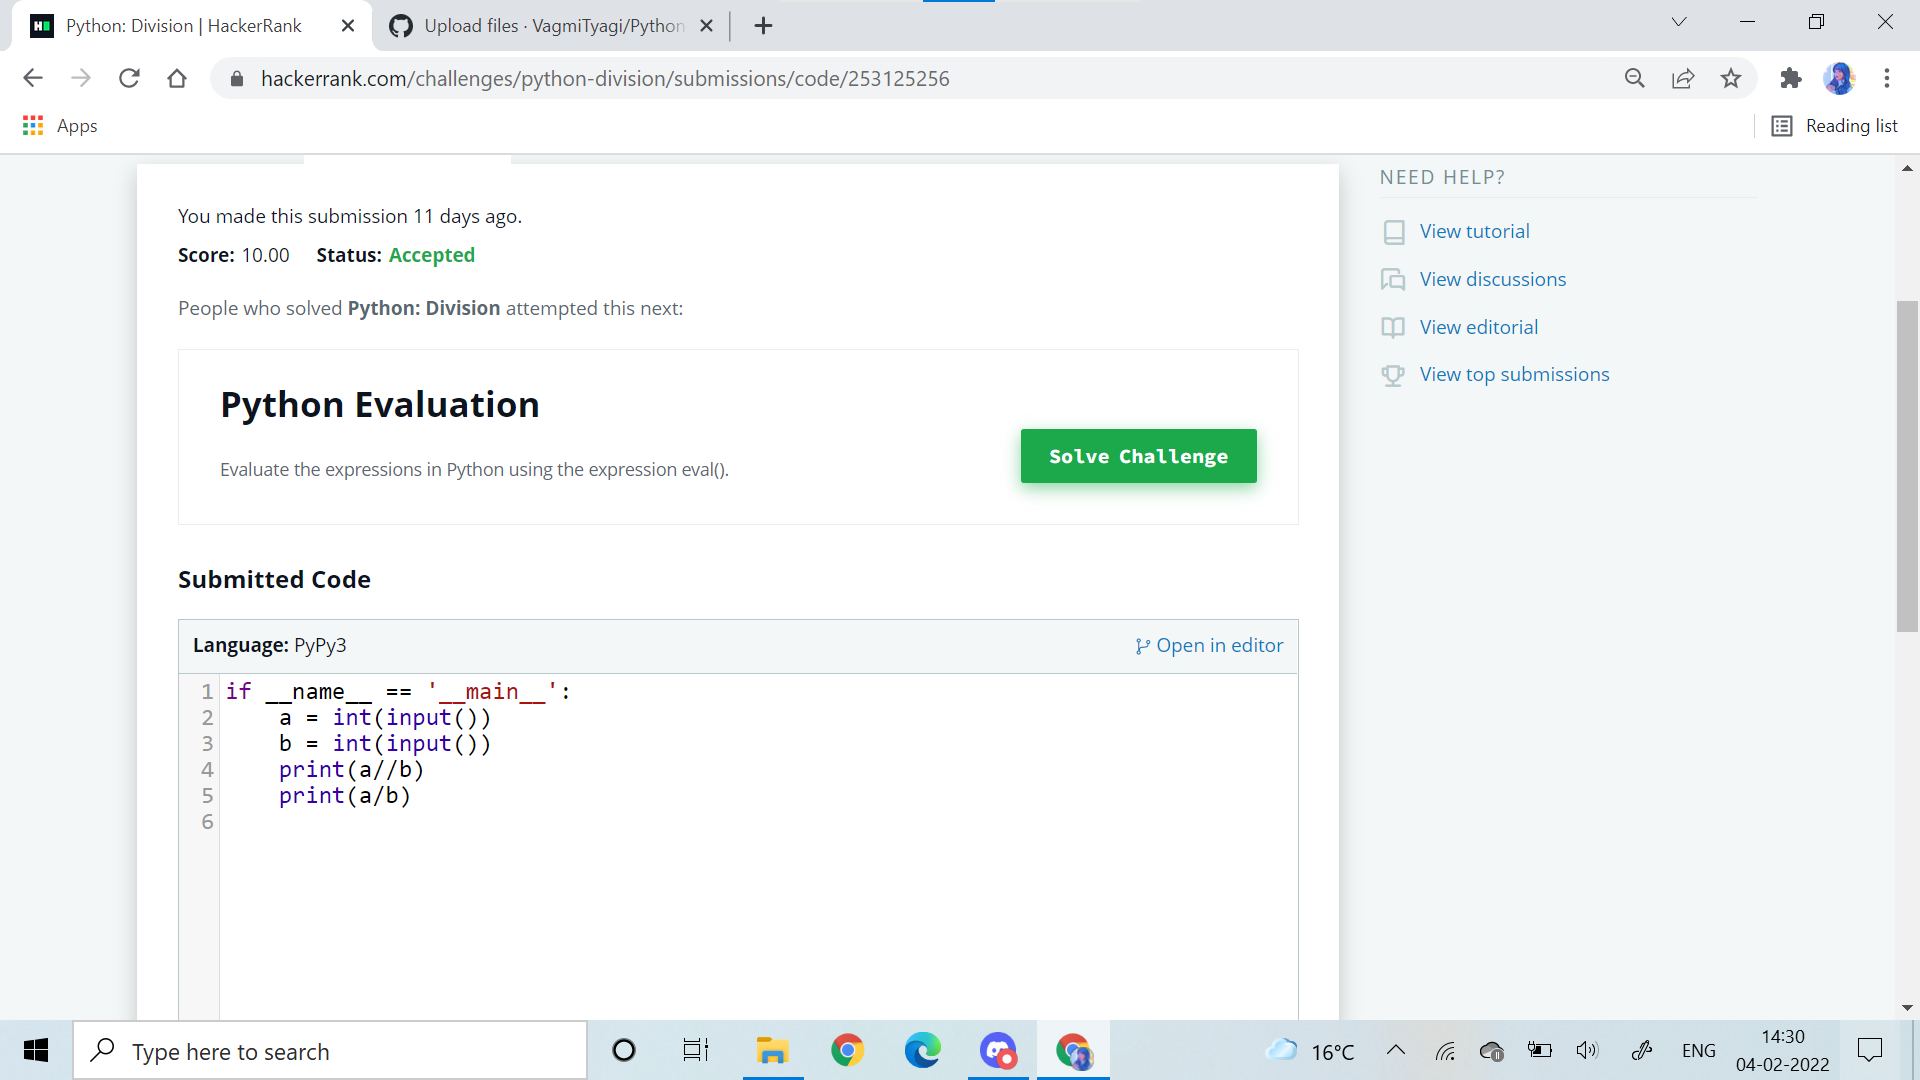 Python: Division | HackerRank
Upload files · VagmiTyagi/Python
hackerrank.com/challenges/python-division/submissions/code/253125256
Apps
Reading list
You made this submission 11 days ago.
Score: 10.00 Status: Accepted
People who solved Python: Division attempted this next:
Python Evaluation
Evaluate the expressions in Python using the expression eval().
Solve Challenge
Submitted Code
Language: PyPy3
Open in editor
1 if __name__ == '__main__':
2     a = int(input())
3     b = int(input())
4     print(a//b)
5     print(a/b)
6
NEED HELP?
View tutorial
View discussions
View editorial
View top submissions
Type here to search
16°C
ENG
14:30
04-02-2022